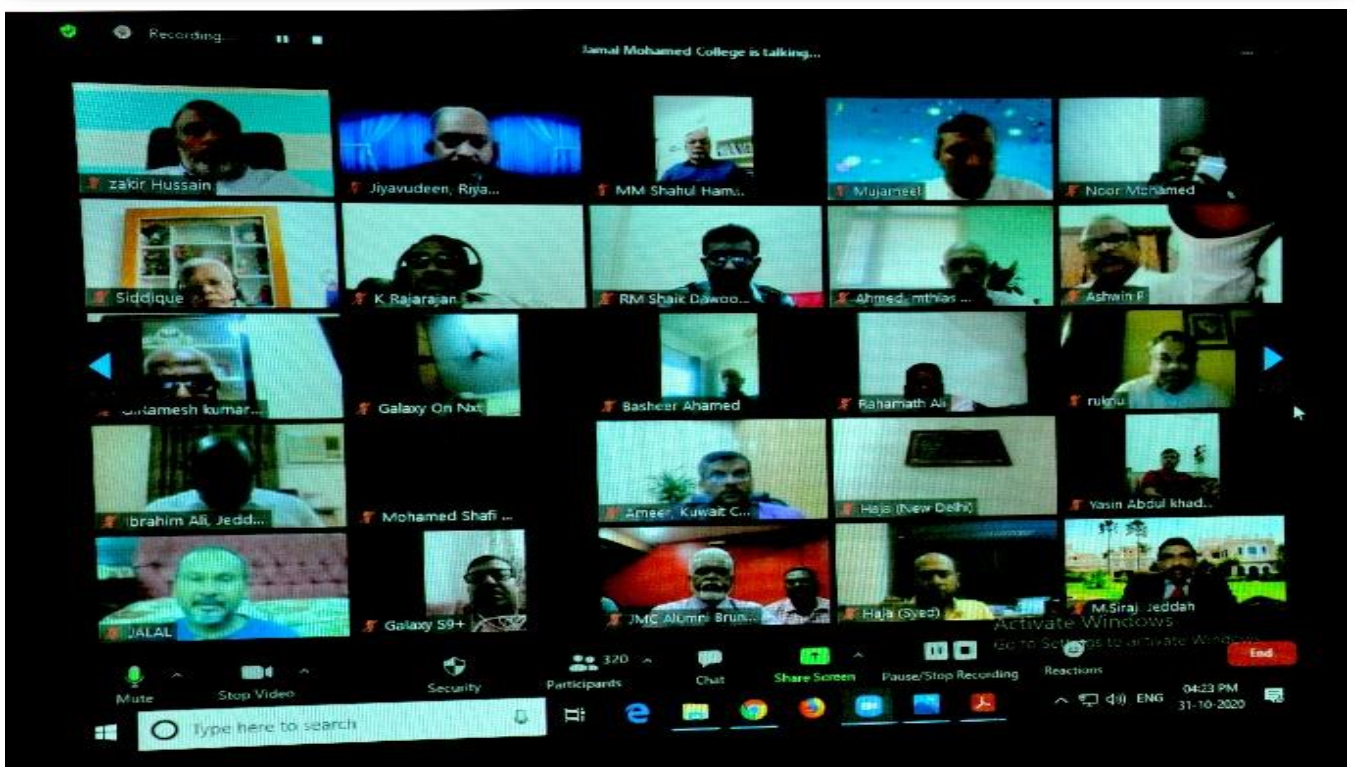 Recording...
Jamal Mohamed College is talking...
zakir Hussain
Jiyavudeen, Riya...
MM Shahul Ham...
Mujameel
Noor Mohamed
Siddique
K Rajarajan
RM Shaik Dawoo...
Ahmed, mthias ...
Ashwin P
Ramesh kumar...
Galaxy On Nxt
Basheer Ahamed
Rahamath Ali
ruknu
Ibrahim Ali, Jedd...
Mohamed Shafi ...
Ameer, Kuwait C...
Haja (New Delhi)
Yasin Abdul khad...
JALAL
Galaxy S9+
JMC Alumni Brun...
Haja (Syed)
M.Siraj Jeddah
Activate Windows
Go to Settings to activate Windows.
Mute
Stop Video
Security
320
Participants
Chat
Share Screen
Pause/Stop Recording
Reactions
End
Type here to search
ENG
04:23 PM
31-10-2020